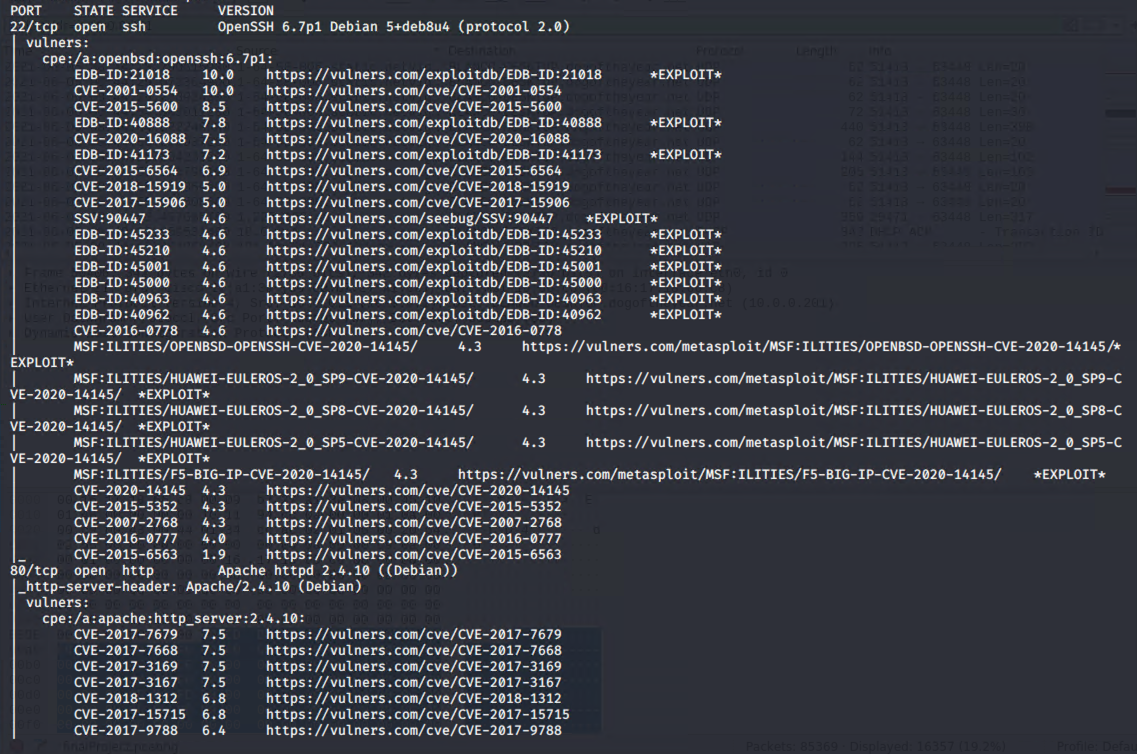 PORT STATE SERVICE VERSION
22/tcp open ssh OpenSSH 6.7p1 Debian 5+deb8u4 (protocol 2.0)
| vulners:
| cpe:/a:openbsd:openssh:6.7p1:
| EDB-ID:21018 10.0 https://vulners.com/exploitdb/EDB-ID:21018 *EXPLOIT*
| CVE-2001-0554 10.0 https://vulners.com/cve/CVE-2001-0554
| CVE-2015-5600 8.5 https://vulners.com/cve/CVE-2015-5600
| EDB-ID:40888 7.8 https://vulners.com/exploitdb/EDB-ID:40888 *EXPLOIT*
| CVE-2020-16088 7.5 https://vulners.com/cve/CVE-2020-16088
| EDB-ID:41173 7.2 https://vulners.com/exploitdb/EDB-ID:41173 *EXPLOIT*
| CVE-2015-6564 6.9 https://vulners.com/cve/CVE-2015-6564
| CVE-2018-15919 5.0 https://vulners.com/cve/CVE-2018-15919
| CVE-2017-15906 5.0 https://vulners.com/cve/CVE-2017-15906
| SSV:90447 4.6 https://vulners.com/seebug/SSV:90447 *EXPLOIT*
| EDB-ID:45233 4.6 https://vulners.com/exploitdb/EDB-ID:45233 *EXPLOIT*
| EDB-ID:45210 4.6 https://vulners.com/exploitdb/EDB-ID:45210 *EXPLOIT*
| EDB-ID:45001 4.6 https://vulners.com/exploitdb/EDB-ID:45001 *EXPLOIT*
| EDB-ID:45000 4.6 https://vulners.com/exploitdb/EDB-ID:45000 *EXPLOIT*
| EDB-ID:40963 4.6 https://vulners.com/exploitdb/EDB-ID:40963 *EXPLOIT*
| EDB-ID:40962 4.6 https://vulners.com/exploitdb/EDB-ID:40962 *EXPLOIT*
| CVE-2016-0778 4.6 https://vulners.com/cve/CVE-2016-0778
| MSF:ILITIES/OPENBSD-OPENSSH-CVE-2020-14145/ 4.3 https://vulners.com/metasploit/MSF:ILITIES/OPENBSD-OPENSSH-CVE-2020-14145/*
EXPLOIT*
| MSF:ILITIES/HUAWEI-EULEROS-2_0_SP9-CVE-2020-14145/ 4.3 https://vulners.com/metasploit/MSF:ILITIES/HUAWEI-EULEROS-2_0_SP9-C
VE-2020-14145/ *EXPLOIT*
| MSF:ILITIES/HUAWEI-EULEROS-2_0_SP8-CVE-2020-14145/ 4.3 https://vulners.com/metasploit/MSF:ILITIES/HUAWEI-EULEROS-2_0_SP8-C
VE-2020-14145/ *EXPLOIT*
| MSF:ILITIES/HUAWEI-EULEROS-2_0_SP5-CVE-2020-14145/ 4.3 https://vulners.com/metasploit/MSF:ILITIES/HUAWEI-EULEROS-2_0_SP5-C
VE-2020-14145/ *EXPLOIT*
| MSF:ILITIES/F5-BIG-IP-CVE-2020-14145/ 4.3 https://vulners.com/metasploit/MSF:ILITIES/F5-BIG-IP-CVE-2020-14145/ *EXPLOIT*
| CVE-2020-14145 4.3 https://vulners.com/cve/CVE-2020-14145
| CVE-2015-5352 4.3 https://vulners.com/cve/CVE-2015-5352
| CVE-2007-2768 4.3 https://vulners.com/cve/CVE-2007-2768
| CVE-2016-0777 4.0 https://vulners.com/cve/CVE-2016-0777
|_ CVE-2015-6563 1.9 https://vulners.com/cve/CVE-2015-6563
80/tcp open http Apache httpd 2.4.10 ((Debian))
|_http-server-header: Apache/2.4.10 (Debian)
| vulners:
| cpe:/a:apache:http_server:2.4.10:
| CVE-2017-7679 7.5 https://vulners.com/cve/CVE-2017-7679
| CVE-2017-7668 7.5 https://vulners.com/cve/CVE-2017-7668
| CVE-2017-3169 7.5 https://vulners.com/cve/CVE-2017-3169
| CVE-2017-3167 7.5 https://vulners.com/cve/CVE-2017-3167
| CVE-2018-1312 6.8 https://vulners.com/cve/CVE-2018-1312
| CVE-2017-15715 6.8 https://vulners.com/cve/CVE-2017-15715
| CVE-2017-9788 6.4 https://vulners.com/cve/CVE-2017-9788